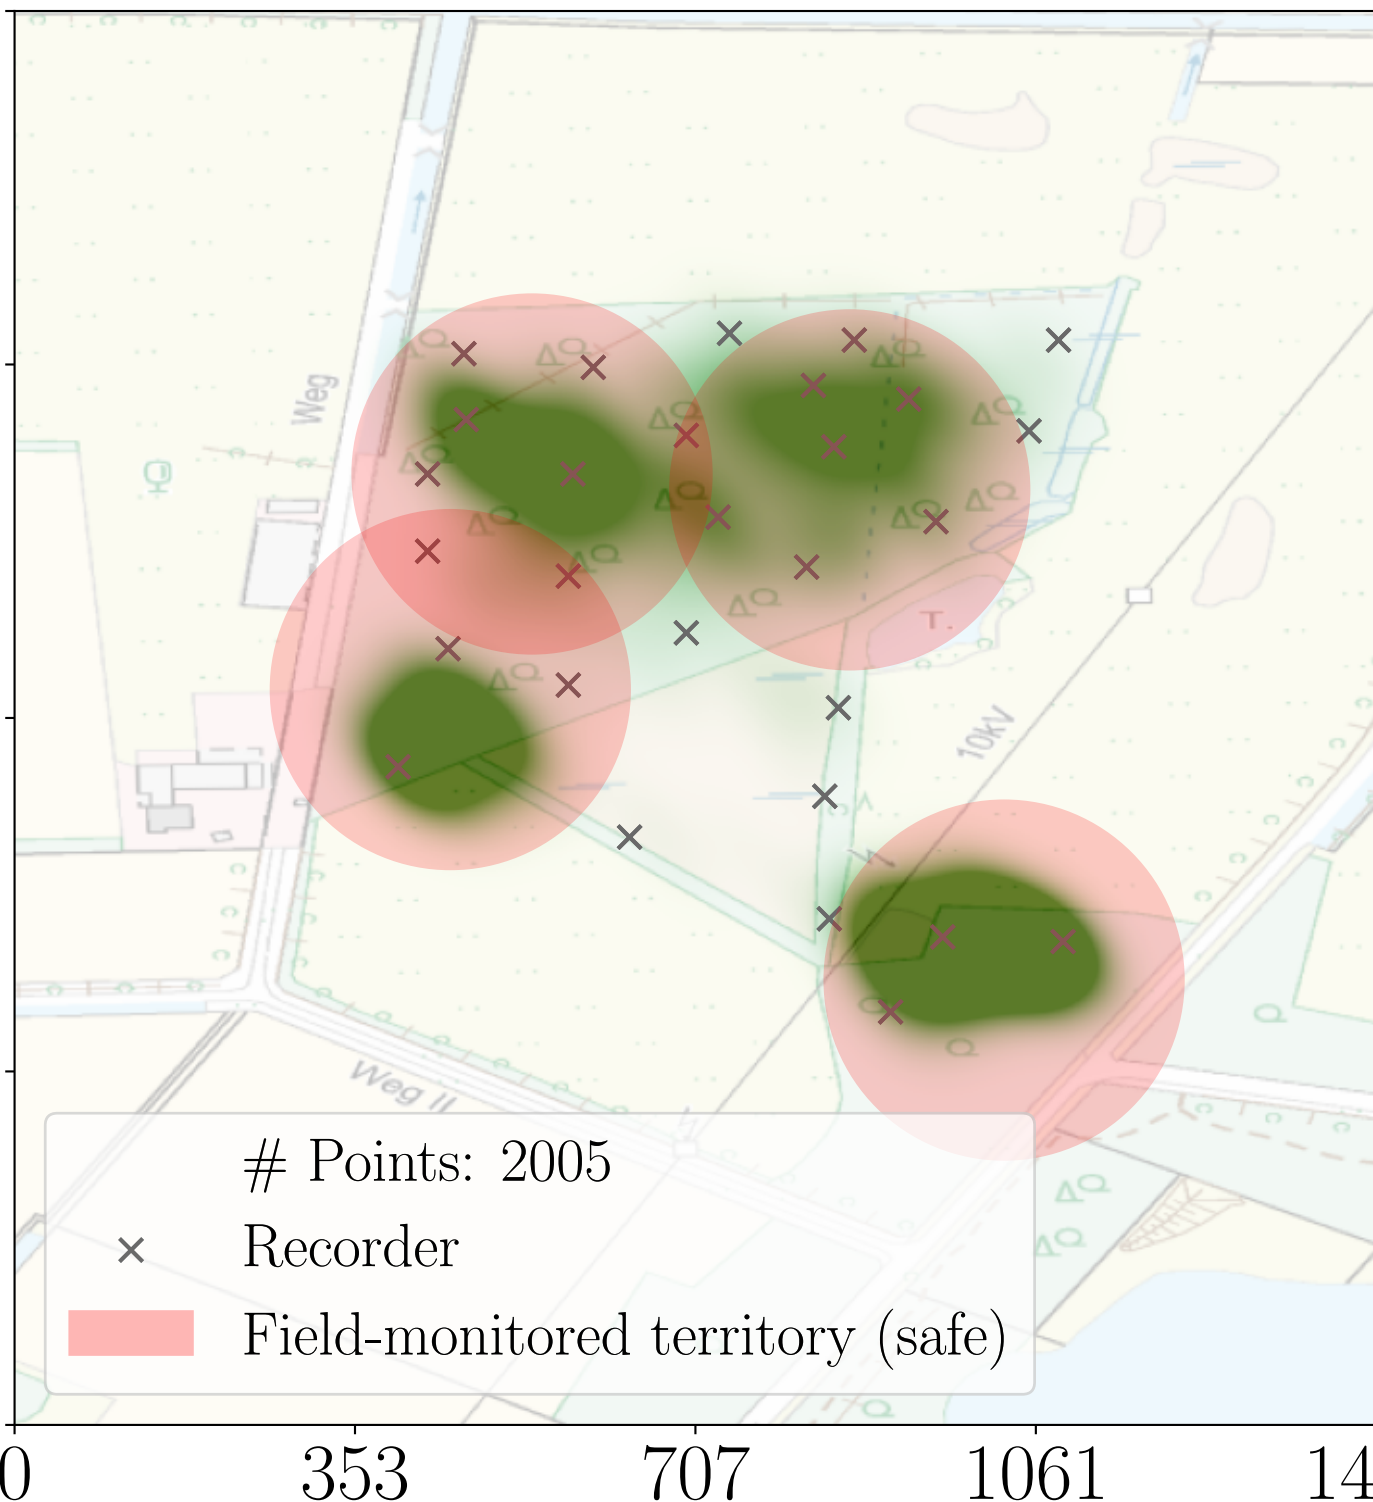 Weg
T.
10kV
Weg II
# Points: 2005
Recorder
Field-monitored territory (safe)
0 353 707 1061 14